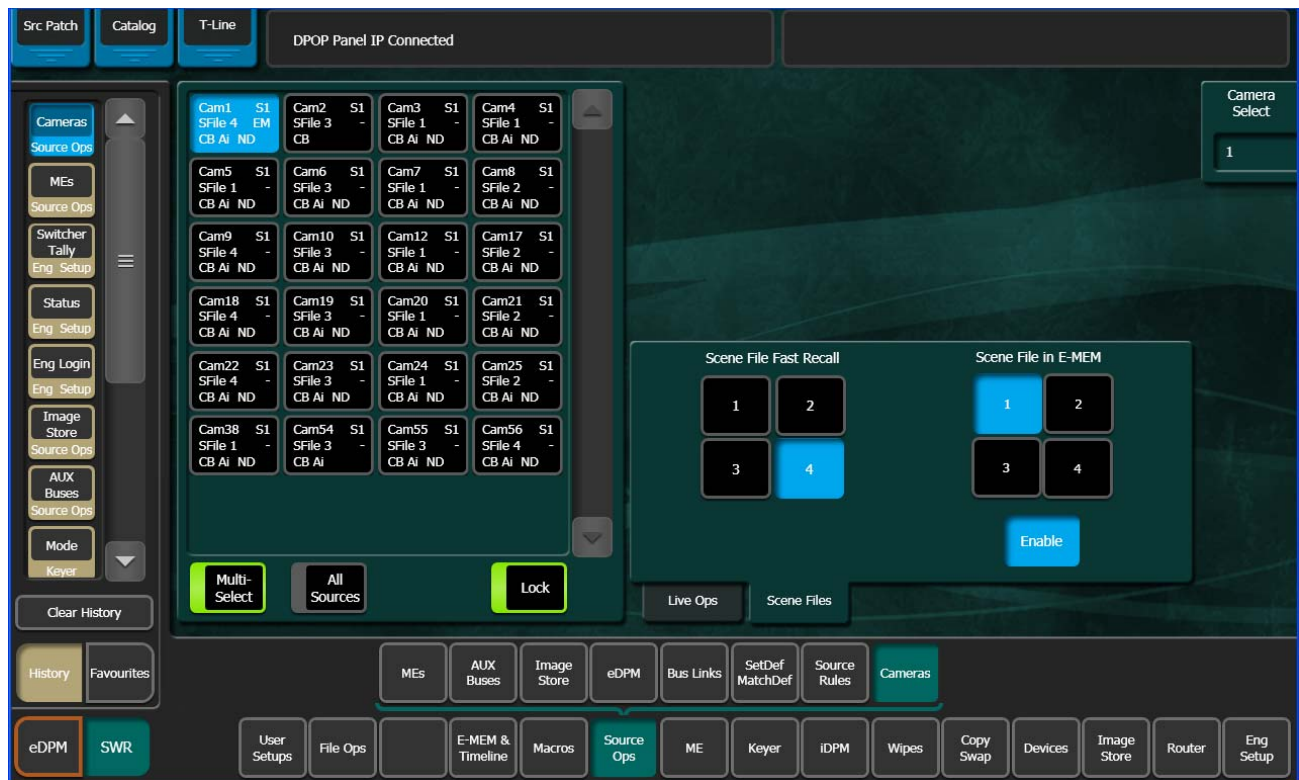 Src Patch
Catalog
T-Line
DPOP Panel IP Connected
Cameras
Source Ops
MEs
Source Ops
Switcher
Tally
Eng Setup
Status
Eng Setup
Eng Login
Eng Setup
Image
Store
Source Ops
AUX
Buses
Source Ops
Mode
Keyer
Clear History
History
Favourites
eDPM
SWR
Cam1 S1
SFile 4 EM
CB Ai ND
Cam2 S1
SFile 3 -
CB
Cam3 S1
SFile 1 -
CB Ai ND
Cam4 S1
SFile 1 -
CB Ai ND
Cam5 S1
SFile 1 -
CB Ai ND
Cam6 S1
SFile 3 -
CB Ai ND
Cam7 S1
SFile 1 -
CB Ai ND
Cam8 S1
SFile 2 -
CB Ai ND
Cam9 S1
SFile 4 -
CB Ai ND
Cam10 S1
SFile 3 -
CB Ai ND
Cam12 S1
SFile 1 -
CB Ai ND
Cam17 S1
SFile 2 -
CB Ai ND
Cam18 S1
SFile 4 -
CB Ai ND
Cam19 S1
SFile 3 -
CB Ai ND
Cam20 S1
SFile 1 -
CB Ai ND
Cam21 S1
SFile 2 -
CB Ai ND
Cam22 S1
SFile 4 -
CB Ai ND
Cam23 S1
SFile 3 -
CB Ai ND
Cam24 S1
SFile 1 -
CB Ai ND
Cam25 S1
SFile 2 -
CB Ai ND
Cam38 S1
SFile 1 -
CB Ai ND
Cam54 S1
SFile 3 -
CB Ai
Cam55 S1
SFile 3 -
CB Ai ND
Cam56 S1
SFile 4 -
CB Ai ND
Multi-
Select
All
Sources
Lock
Camera
Select
1
Scene File Fast Recall
1 2
3 4
Scene File in E-MEM
1 2
3 4
Enable
Live Ops
Scene Files
MEs
AUX
Buses
Image
Store
eDPM
Bus Links
SetDef
MatchDef
Source
Rules
Cameras
User
Setups
File Ops
E-MEM &
Timeline
Macros
Source
Ops
ME
Keyer
iDPM
Wipes
Copy
Swap
Devices
Image
Store
Router
Eng
Setup